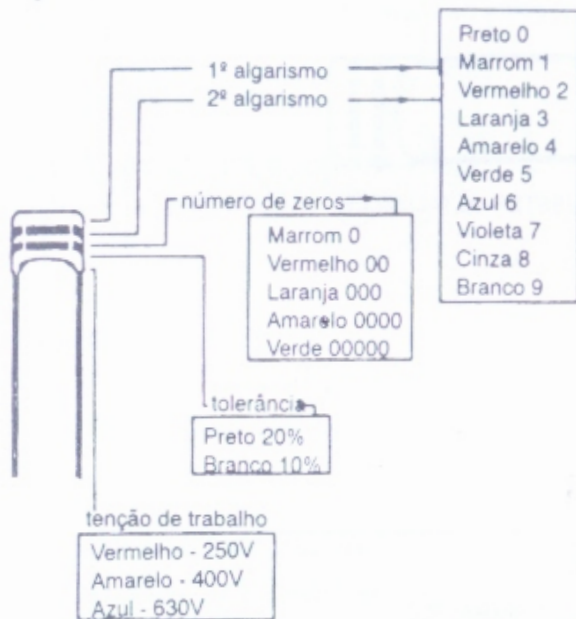 1º algarismo
2º algarismo
Preto 0
Marrom 1
Vermelho 2
Laranja 3
Amarelo 4
Verde 5
Azul 6
Violeta 7
Cinza 8
Branco 9
número de zeros
Marrom 0
Vermelho 00
Laranja 000
Amarelo 0000
Verde 00000
tolerância
Preto 20%
Branco 10%
tenção de trabalho
Vermelho - 250V
Amarelo - 400V
Azul - 630V